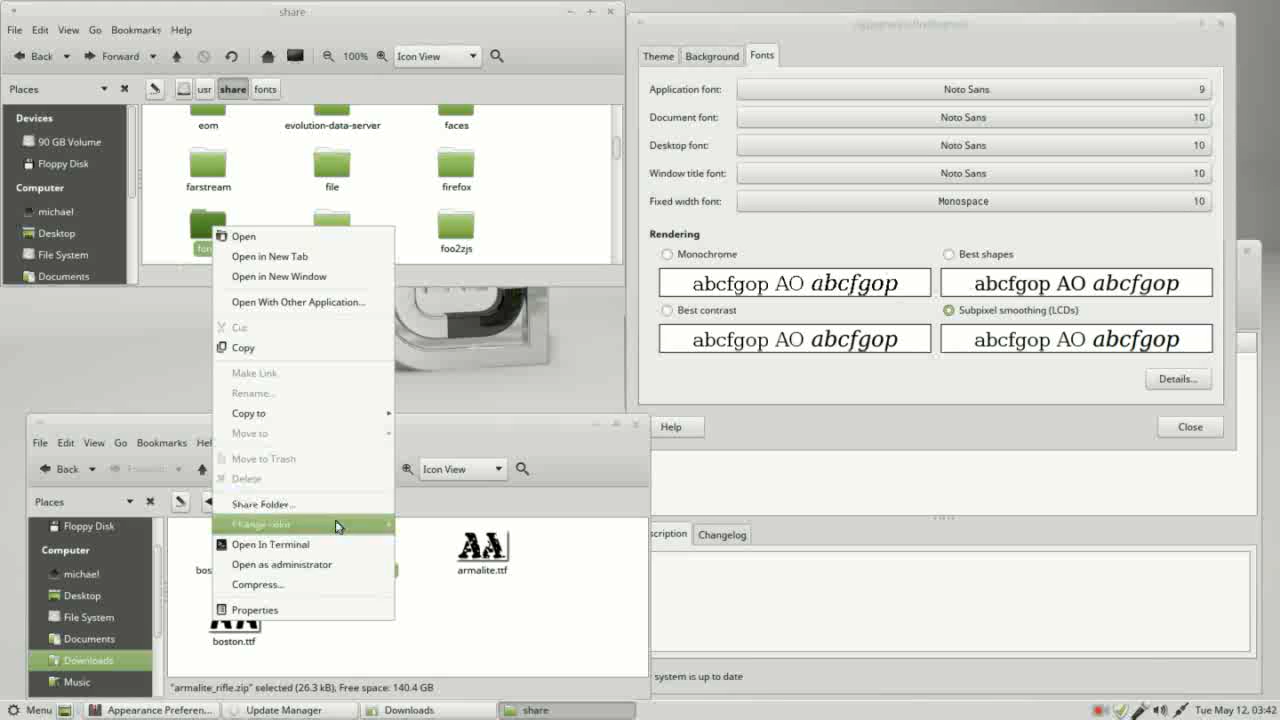 share
File Edit View Go Bookmarks Help
Back Forward 100% Icon View
Places usr share fonts
Devices
90 GB Volume
Floppy Disk
Computer
michael
Desktop
File System
Documents
eom evolution-data-server faces
farstream file firefox
foo2zjs
Open
Open in New Tab
Open in New Window
Open With Other Application...
Cut
Copy
Make Link
Rename...
Copy to
Move to
Move to Trash
Delete
Share Folder...
Change color
Open In Terminal
Open as administrator
Compress...
Properties
Appearance Preferences
Theme Background Fonts
Application font: Noto Sans 9
Document font: Noto Sans 10
Desktop font: Noto Sans 10
Window title font: Noto Sans 10
Fixed width font: Monospace 10
Rendering
Monochrome Best shapes
abcfgop AO abcfgop abcfgop AO abcfgop
Best contrast Subpixel smoothing (LCDs)
abcfgop AO abcfgop abcfgop AO abcfgop
Details...
Help Close
File Edit View Go Bookmarks Hel
Back Forward Icon View
Places
Floppy Disk
Computer
michael
Desktop
File System
Documents
Downloads
Music
bos
AA
armalite.ttf
boston.ttf
"armalite_rifle.zip" selected (26.3 kB), Free space: 140.4 GB
scription Changelog
system is up to date
Menu Appearance Preferen... Update Manager Downloads share Tue May 12, 03:42